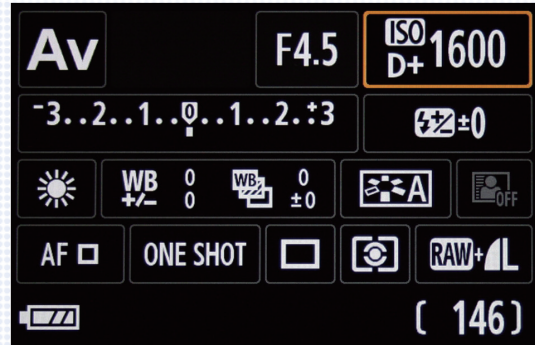 Av F4.5 ISO D+ 1600
-3..2..1..0..1..2.:+3 ±0
WB +/- 0 0 WB 0 ±0 A OFF
AF ONE SHOT RAW+ L
( 146 )